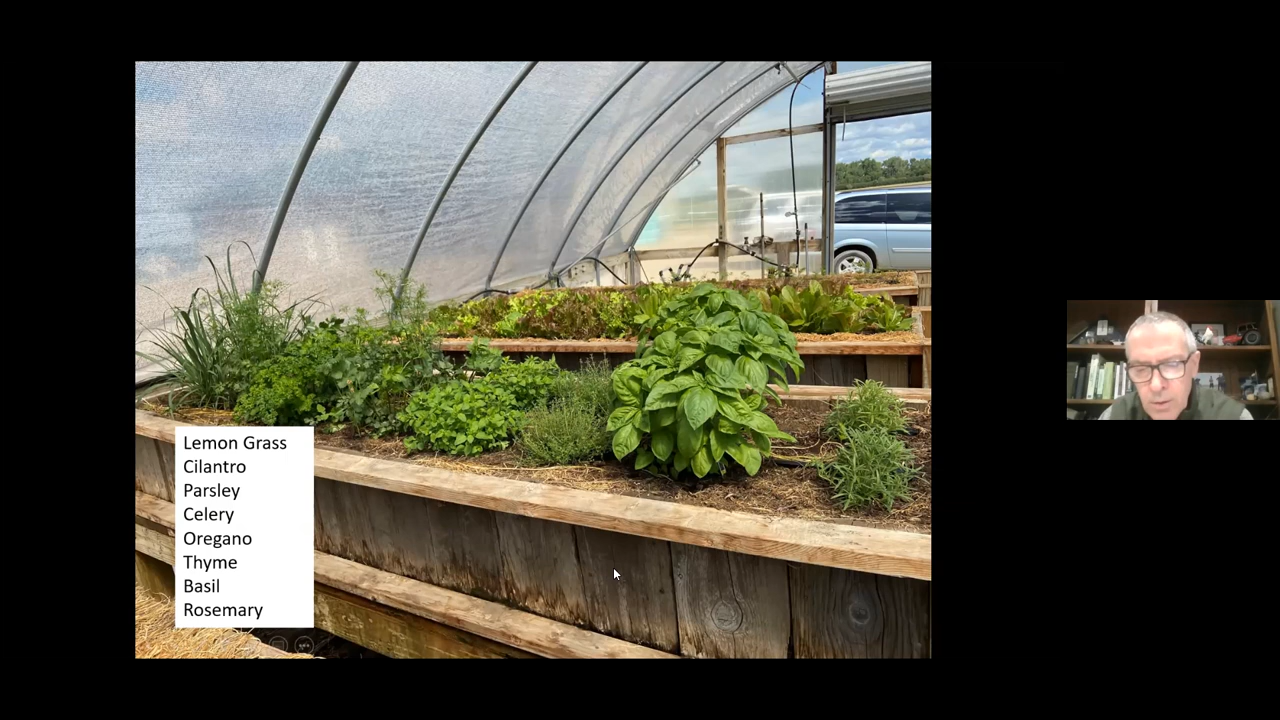 Lemon Grass
Cilantro
Parsley
Celery
Oregano
Thyme
Basil
Rosemary